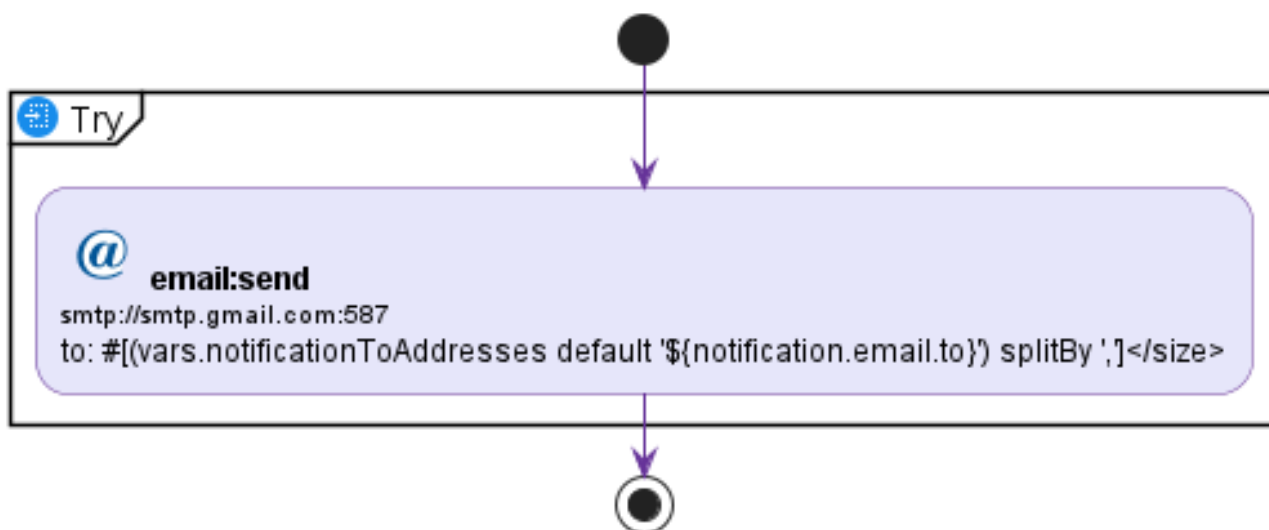 Try
@
email:send
smtp://smtp.gmail.com:587
to: #[(vars.notificationToAddresses default '${notification.email.to}') splitBy ',']</size>